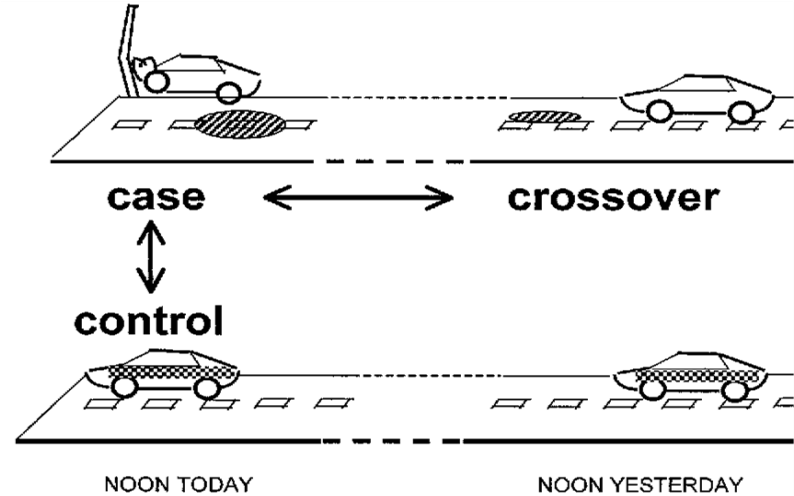 case
crossover
control
NOON TODAY
NOON YESTERDAY